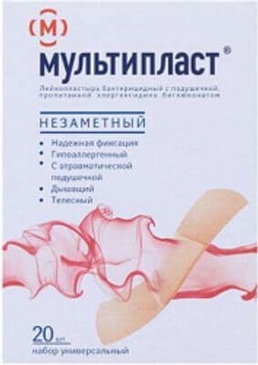 (М)
мультипласт®
Лейкопластырь бактерицидный с подушечкой,
пропитанной хлоргексидина биглюконатом
НЕЗАМЕТНЫЙ
• Надежная фиксация
• Гипоаллергенный
• С атравматической
подушечкой
• Дышащий
• Телесный
20 шт.
набор универсальный